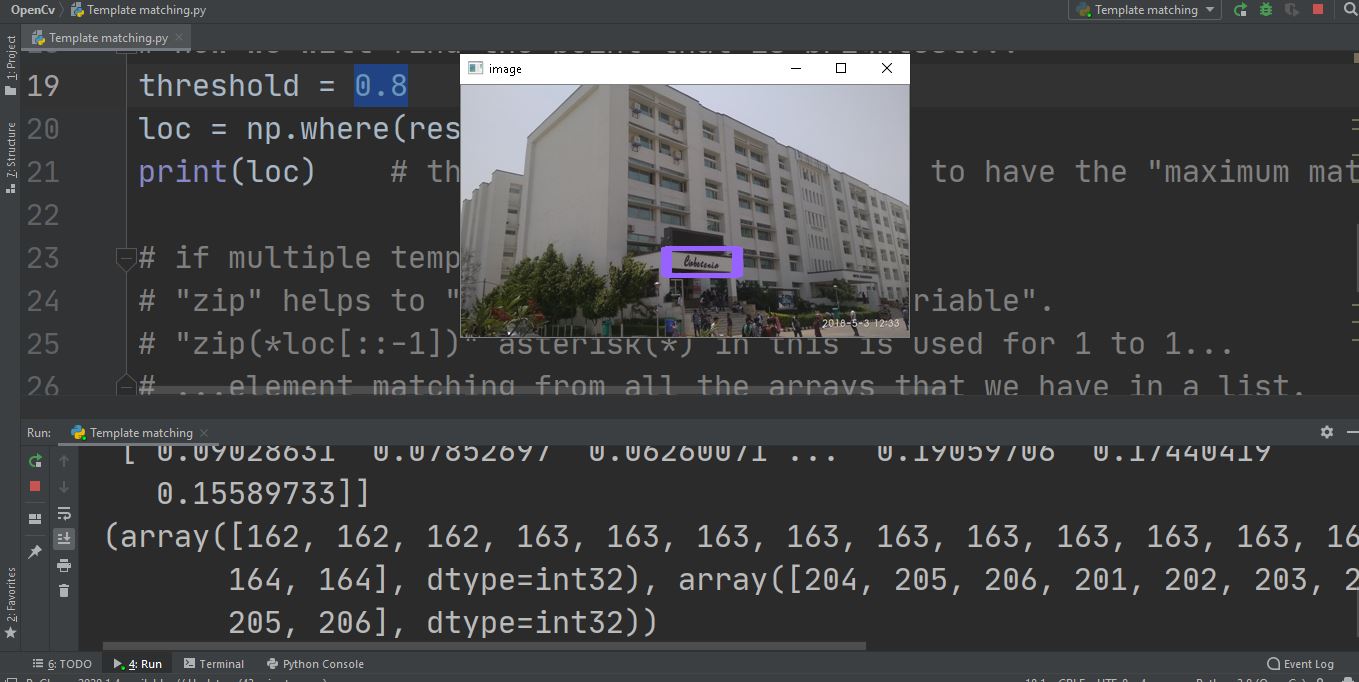 OpenCv Template matching.py Template matching
Template matching.py
1: Project
Z: Structure
2: Favorites
image
19 threshold = 0.8
20 loc = np.where(res
21 print(loc) # th to have the "maximum mat
22
23 # if multiple temp
24 # "zip" helps to " riable".
25 # "zip(*loc[::-1])" asterisk(*) in this is used for 1 to 1...
26 # ...element matching from all the arrays that we have in a list.
2018-5-3 12:33
Run: Template matching
[ 0.09028631 0.07852697 0.06260071 ... 0.19059706 0.17440419
0.15589733]]
(array([162, 162, 162, 163, 163, 163, 163, 163, 163, 163, 163, 163, 16
164, 164], dtype=int32), array([204, 205, 206, 201, 202, 203, 2
205, 206], dtype=int32))
6: TODO 4: Run Terminal Python Console Event Log